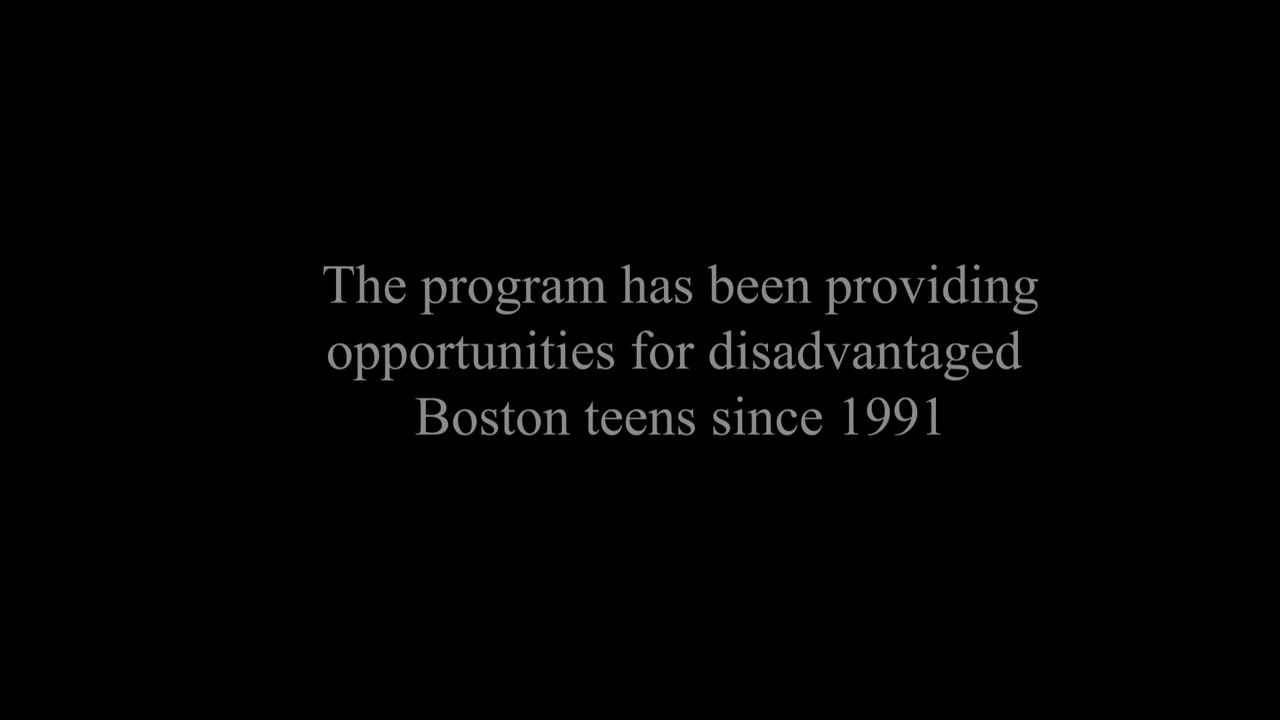 The program has been providing
opportunities for disadvantaged
Boston teens since 1991